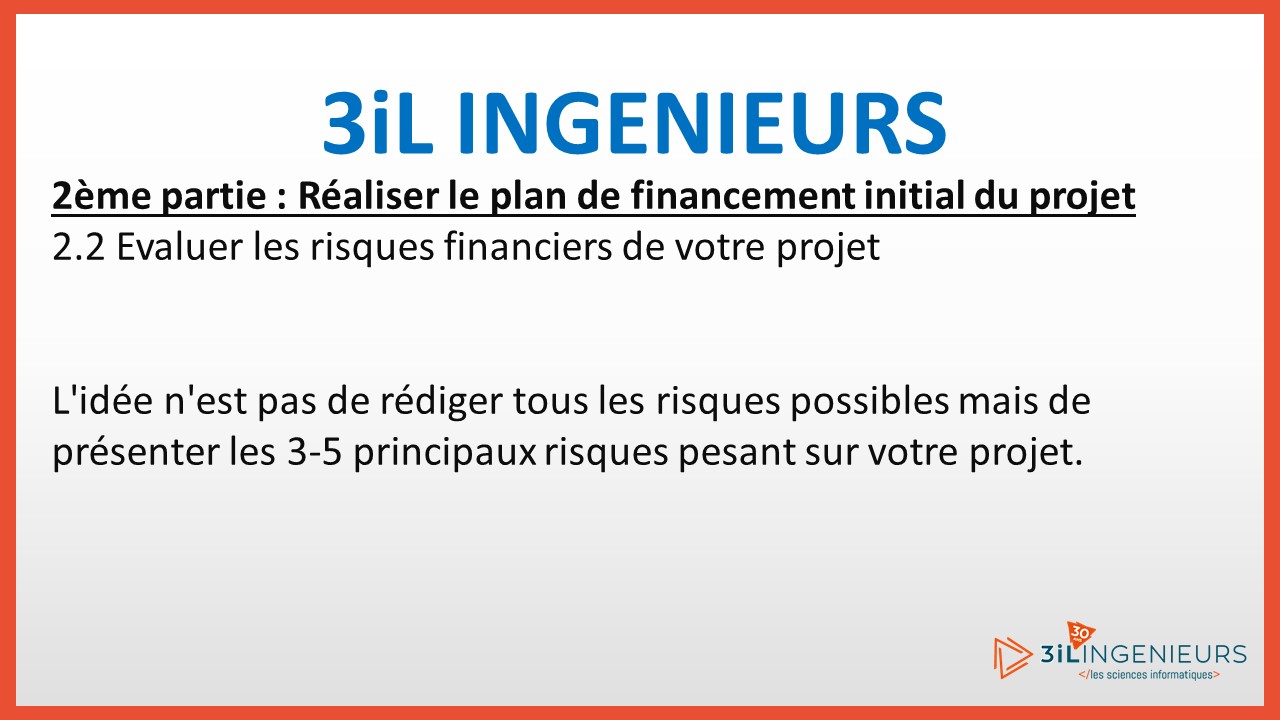 3iL INGENIEURS
2ème partie : Réaliser le plan de financement initial du projet
2.2 Evaluer les risques financiers de votre projet
L'idée n'est pas de rédiger tous les risques possibles mais de
présenter les 3-5 principaux risques pesant sur votre projet.
30
3iLINGENIEURS
</les sciences informatiques>